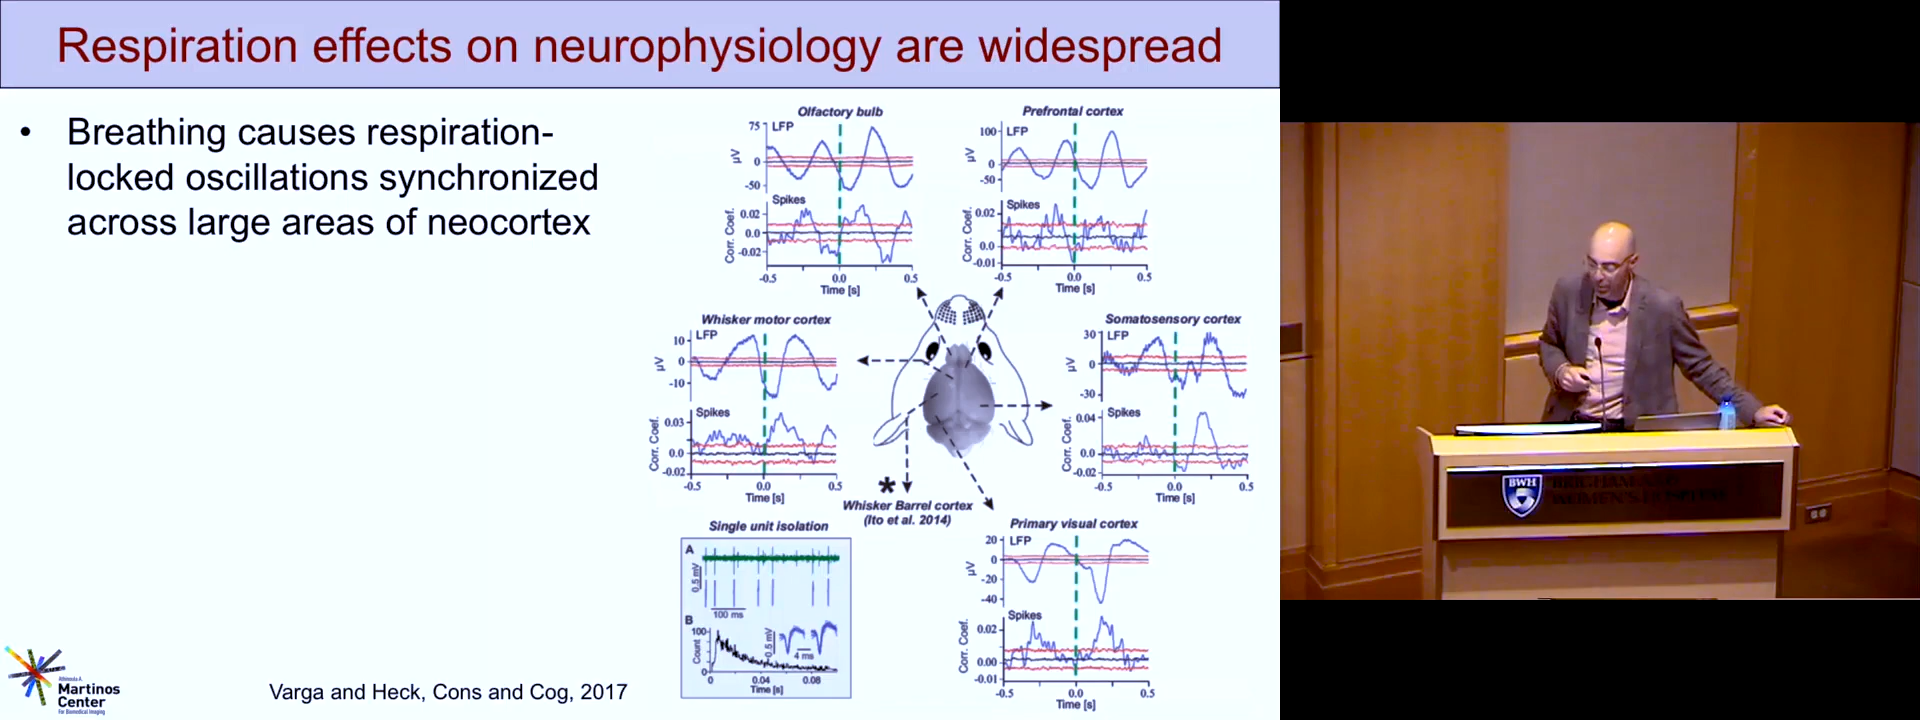 Respiration effects on neurophysiology are widespread
• Breathing causes respiration-
locked oscillations synchronized
across large areas of neocortex
Olfactory bulb
LFP
75
0
-50
µV
Spikes
0.02
0.0
-0.02
Corr. Coef.
-0.5 0.0 0.5
Time [s]
Prefrontal cortex
LFP
100
0
-50
µV
Spikes
0.02
0.0
-0.01
Corr. Coef.
-0.5 0.0 0.5
Time [s]
Whisker motor cortex
LFP
10
0
-10
µV
Spikes
0.03
0.0
-0.02
Corr. Coef.
-0.5 0.0 0.5
Time [s]
Somatosensory cortex
LFP
30
0
-30
µV
Spikes
0.04
0.0
-0.02
Corr. Coef.
-0.5 0.0 0.5
Time [s]
*
Whisker Barrel cortex
(Ito et al. 2014)
Single unit isolation
A
0.5 mV
100 ms
B
100
0
Count
0.5 mV
4 ms
0 0.04 0.08
Time [s]
Primary visual cortex
LFP
20
0
-20
-40
µV
Spikes
0.02
0.00
-0.01
Corr. Coef.
-0.5 0.0 0.5
Time [s]
Athinoula A.
Martinos
Center
For Biomedical Imaging
Varga and Heck, Cons and Cog, 2017
BWH
BRIGHAM AND
WOMEN'S HOSPITAL